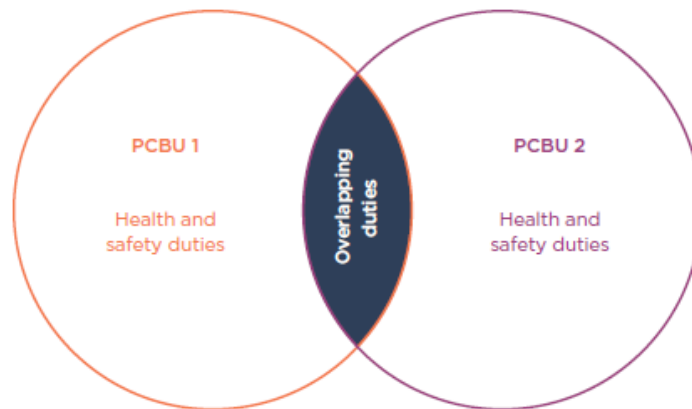 PCBU 1
Health and
safety duties
Overlapping
duties
PCBU 2
Health and
safety duties